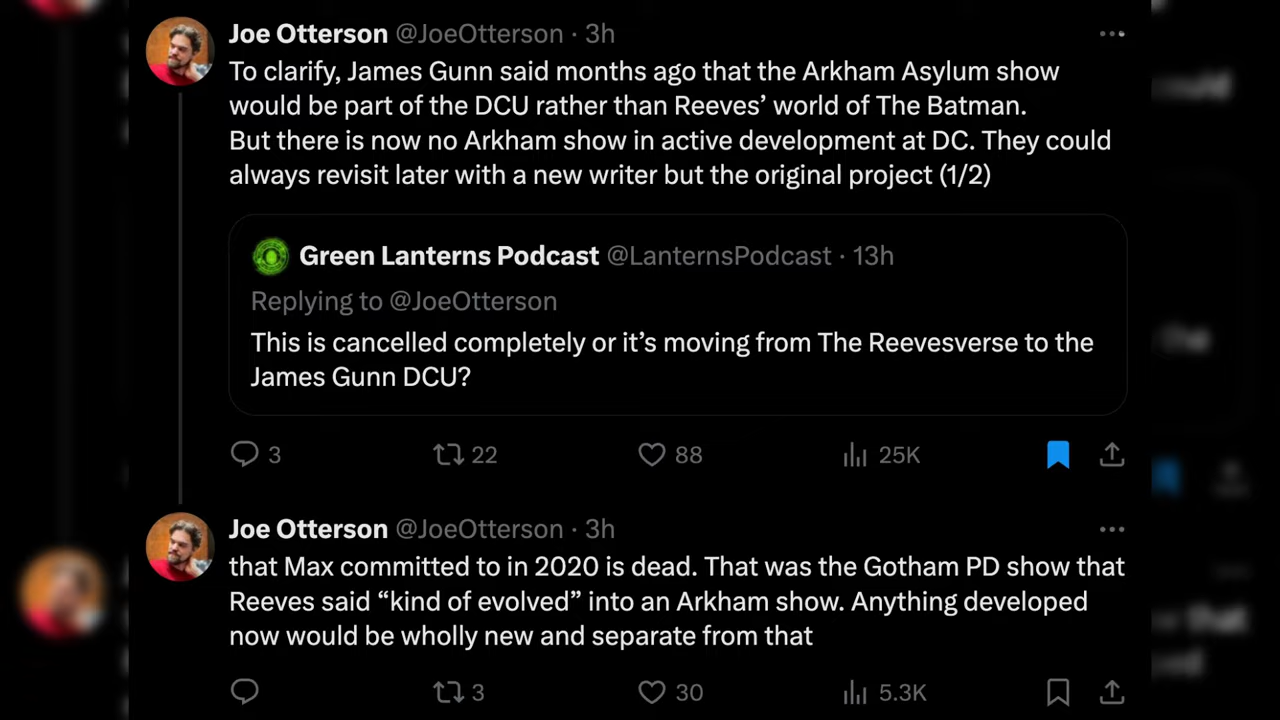 Joe Otterson @JoeOtterson · 3h
To clarify, James Gunn said months ago that the Arkham Asylum show
would be part of the DCU rather than Reeves’ world of The Batman.
But there is now no Arkham show in active development at DC. They could
always revisit later with a new writer but the original project (1/2)
Green Lanterns Podcast @LanternsPodcast · 13h
Replying to @JoeOtterson
This is cancelled completely or it’s moving from The Reevesverse to the
James Gunn DCU?
3 22 88 25K
Joe Otterson @JoeOtterson · 3h
that Max committed to in 2020 is dead. That was the Gotham PD show that
Reeves said “kind of evolved” into an Arkham show. Anything developed
now would be wholly new and separate from that
3 30 5.3K